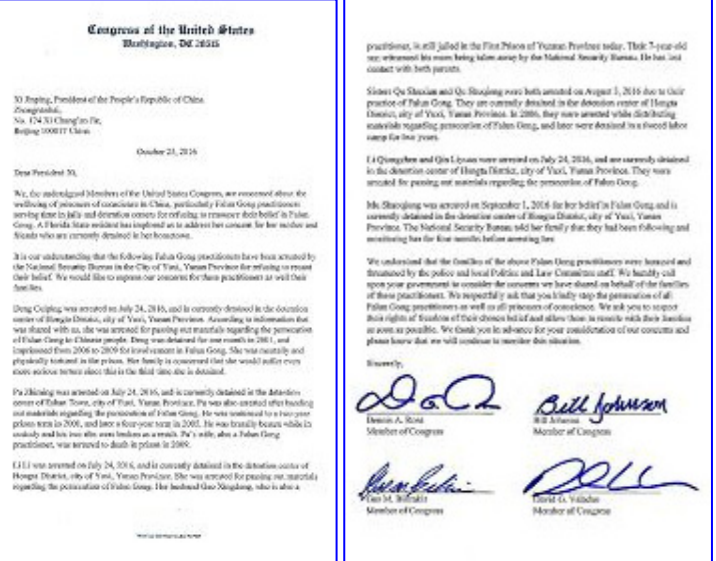 Congress of the United States
Washington, DC 20515
Xi Jinping, President of the People's Republic of China
Zhongnanhai,
No. 174 Xi Chang'an Jie,
Beijing 100017 China
October 25, 2016
Dear President Xi,
We, the undersigned Members of the United States Congress, are concerned about the
wellbeing of prisoners of conscience in China, particularly Falun Gong practitioners
serving time in jails and detention centers for refusing to renounce their belief in Falun
Gong. A Florida State resident has implored us to address her concern for her mother and
friends who are currently detained in her hometown.
It is our understanding that the following Falun Gong practitioners have been arrested by
the National Security Bureau in the City of Yuxi, Yunan Province for refusing to recant
their belief. We would like to express our concerns for these practitioners as well their
families.
Deng Cuiping was arrested on July 24, 2016, and is currently detained in the detention
center of Hongta District, city of Yuxi, Yunan Province. According to information that
was shared with us, she was arrested for passing out materials regarding the persecution
of Falun Gong to Chinese people. Deng was detained for one month in 2001, and
imprisoned from 2006 to 2009 for involvement in Falun Gong. She was mentally and
physically tortured in the prison. Her family is concerned that she would suffer even
more serious torture since this is the third time she is detained.
Pu Zhiming was arrested on July 24, 2016, and is currently detained in the detention
center of Eshan Town, city of Yuxi, Yunan Province. Pu was also arrested after handing
out materials regarding the persecution of Falun Gong. He was sentenced to a two-year
prison term in 2000, and later a four-year term in 2005. He was brutally beaten while in
custody and his two ribs were broken as a result. Pu's wife, also a Falun Gong
practitioner, was tortured to death in prison in 2009.
Li Li was arrested on July 24, 2016, and is currently detained in the detention center of
Hongta District, city of Yuxi, Yunan Province. She was arrested for passing out materials
regarding the persecution of Falun Gong. Her husband Guo Xingdong, who is also a
practitioner, is still jailed in the First Prison of Yunnan Province today. Their 7-year-old
son witnessed his mom being taken away by the National Security Bureau. He has lost
contact with both parents.
Sisters Qu Shuxian and Qu Shuqiong were both arrested on August 3, 2016 due to their
practice of Falun Gong. They are currently detained in the detention center of Hongta
District, city of Yuxi, Yunan Province. In 2006, they were arrested while distributing
materials regarding persecution of Falun Gong, and later were detained in a forced labor
camp for two years.
Li Qiongzhen and Qin Liyuan were arrested on July 24, 2016, and are currently detained
in the detention center of Hongta District, city of Yuxi, Yunan Province. They were
arrested for passing out materials regarding the persecution of Falun Gong.
Mu Shaoqiong was arrested on September 1, 2016 for her belief in Falun Gong and is
currently detained in the detention center of Hongta District, city of Yuxi, Yunan
Province. The National Security Bureau told her family that they had been following and
monitoring her for four months before arresting her.
We understand that the families of the above Falun Gong practitioners were harassed and
threatened by the police and local Politics and Law Committee staff. We humbly call
upon your government to consider the concerns we have shared on behalf of the families
of these practitioners. We respectfully ask that you kindly stop the persecution of all
Falun Gong practitioners as well as all prisoners of conscience. We ask you to respect
their rights of freedom of their chosen belief and allow them to reunite with their families
as soon as possible. We thank you in advance for your consideration of our concerns and
please know that we will continue to monitor this situation.
Sincerely,
Bill Johnson
Dennis A. Ross
Bill Johnson
Member of Congress
Member of Congress
Gus M. Bilirakis
David G. Valadao
Member of Congress
Member of Congress